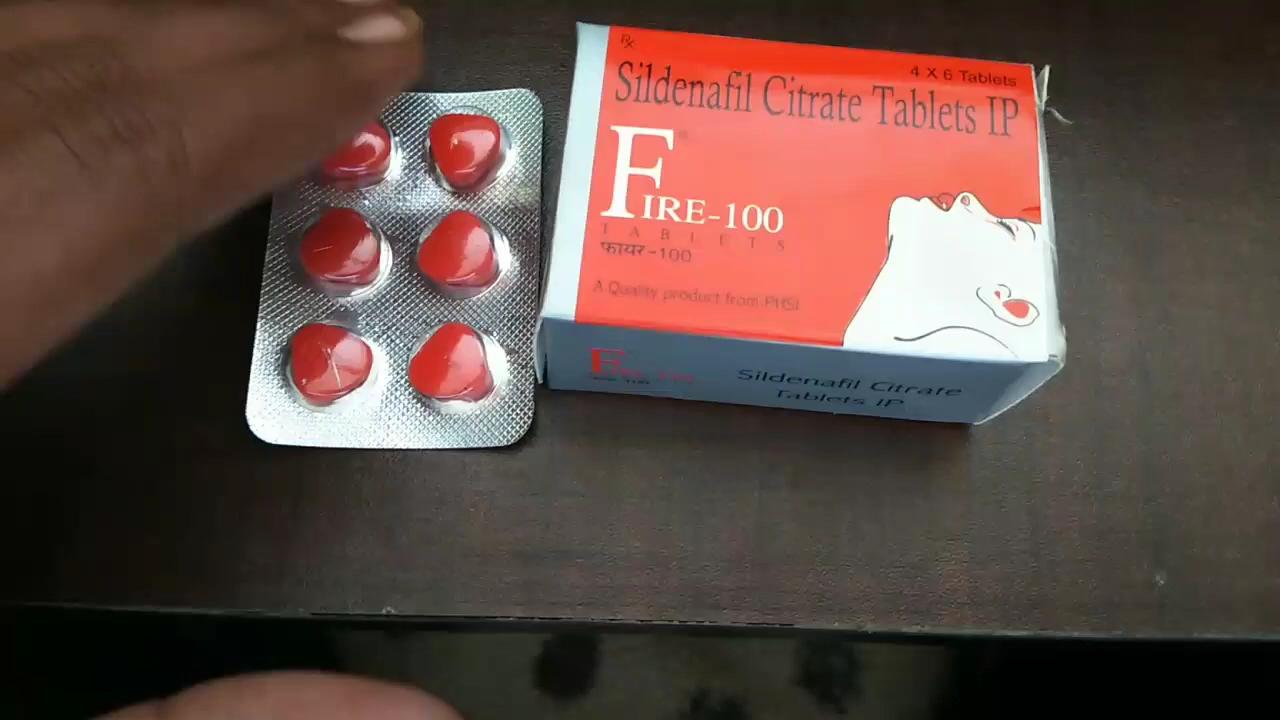 Rx
4 X 6 Tablets
Sildenafil Citrate Tablets IP
FIRE-100
TABLETS
फायर-100
A Quality product from PHSI
Sildenafil Citrate
Tablets IP